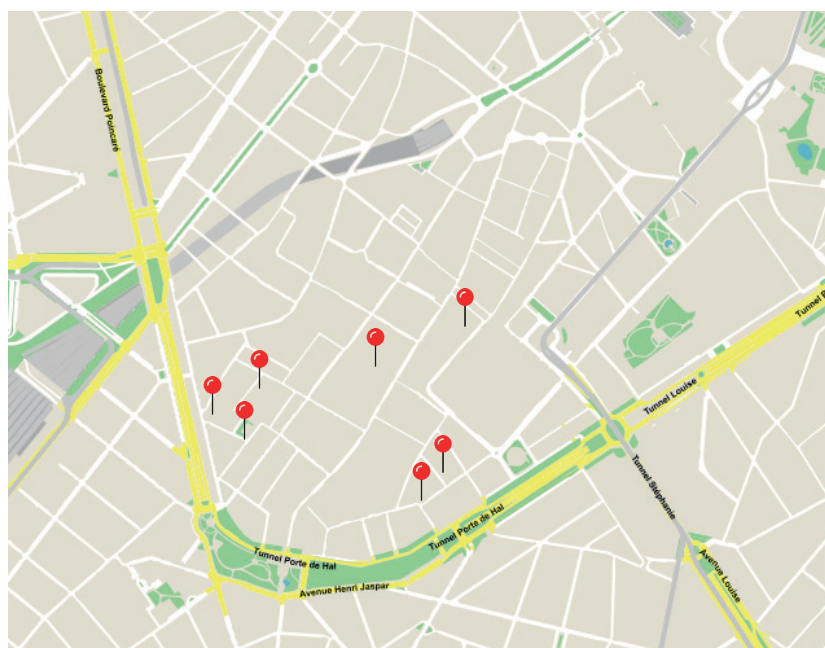 Boulevard Poincaré
Tunnel
Tunnel Louise
Tunnel Stéphanie
Tunnel Porte de Hal
Tunnel Porte de Hal
Avenue Louise
Avenue Henri Jaspar